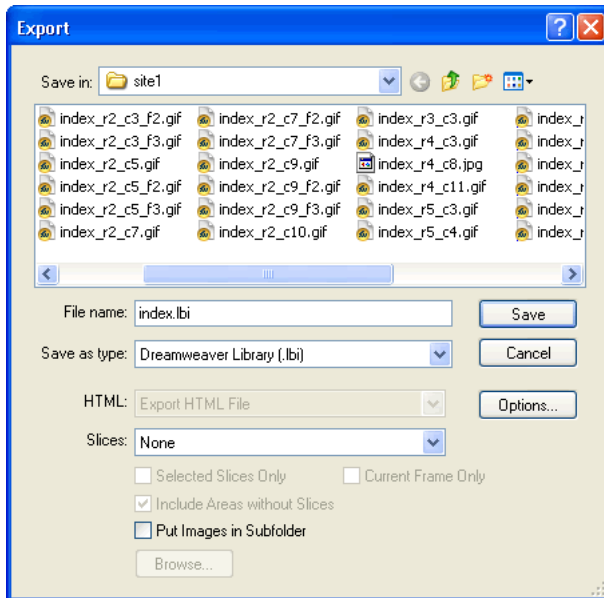 Export
Save in: site1
index_r2_c3_f2.gif index_r2_c7_f2.gif index_r3_c3.gif
index_r2_c3_f3.gif index_r2_c7_f3.gif index_r4_c3.gif
index_r2_c5.gif index_r2_c9.gif index_r4_c8.jpg
index_r2_c5_f2.gif index_r2_c9_f2.gif index_r4_c11.gif
index_r2_c5_f3.gif index_r2_c9_f3.gif index_r5_c3.gif
index_r2_c7.gif index_r2_c10.gif index_r5_c4.gif
File name: index.lbi Save
Save as type: Dreamweaver Library (.lbi) Cancel
HTML: Export HTML File Options...
Slices: None
Selected Slices Only Current Frame Only
Include Areas without Slices
Put Images in Subfolder
Browse...